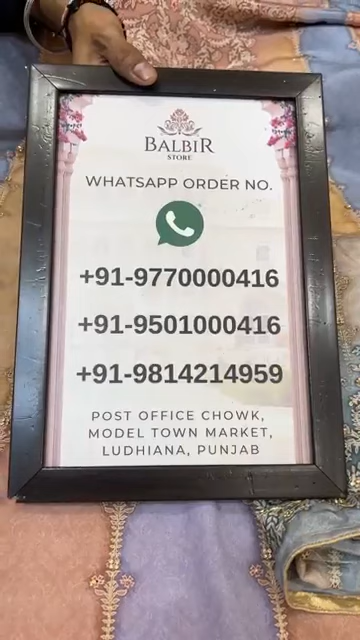 BALBIR
STORE
WHATSAPP ORDER NO.
+91-9770000416
+91-9501000416
+91-9814214959
POST OFFICE CHOWK,
MODEL TOWN MARKET,
LUDHIANA, PUNJAB